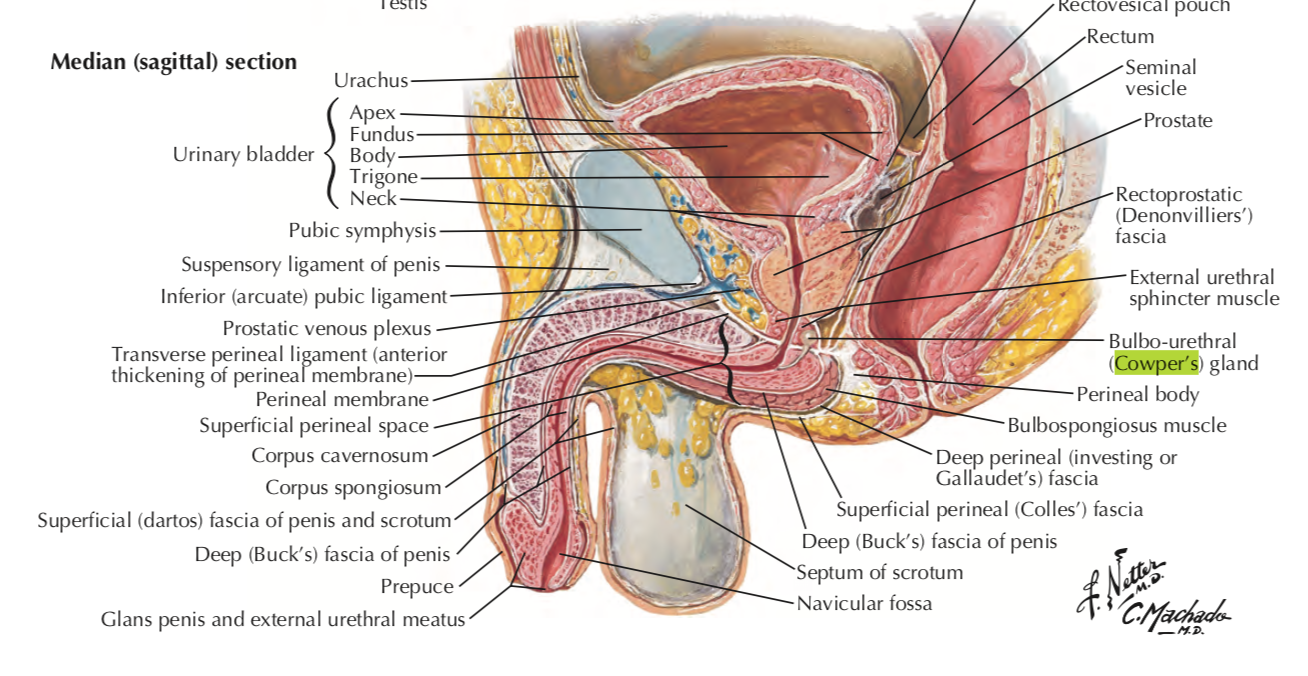 Testis
Median (sagittal) section
Urachus
Urinary bladder
Apex
Fundus
Body
Trigone
Neck
Pubic symphysis
Suspensory ligament of penis
Inferior (arcuate) pubic ligament
Prostatic venous plexus
Transverse perineal ligament (anterior
thickening of perineal membrane)
Perineal membrane
Superficial perineal space
Corpus cavernosum
Corpus spongiosum
Superficial (dartos) fascia of penis and scrotum
Deep (Buck's) fascia of penis
Prepuce
Glans penis and external urethral meatus
Rectovesical pouch
Rectum
Seminal
vesicle
Prostate
Rectoprostatic
(Denonvilliers')
fascia
External urethral
sphincter muscle
Bulbo-urethral
(Cowper's) gland
Perineal body
Bulbospongiosus muscle
Deep perineal (investing or
Gallaudet's) fascia
Superficial perineal (Colles') fascia
Deep (Buck's) fascia of penis
Septum of scrotum
Navicular fossa
F. Netter
M.D.
C. Machado
M.D.